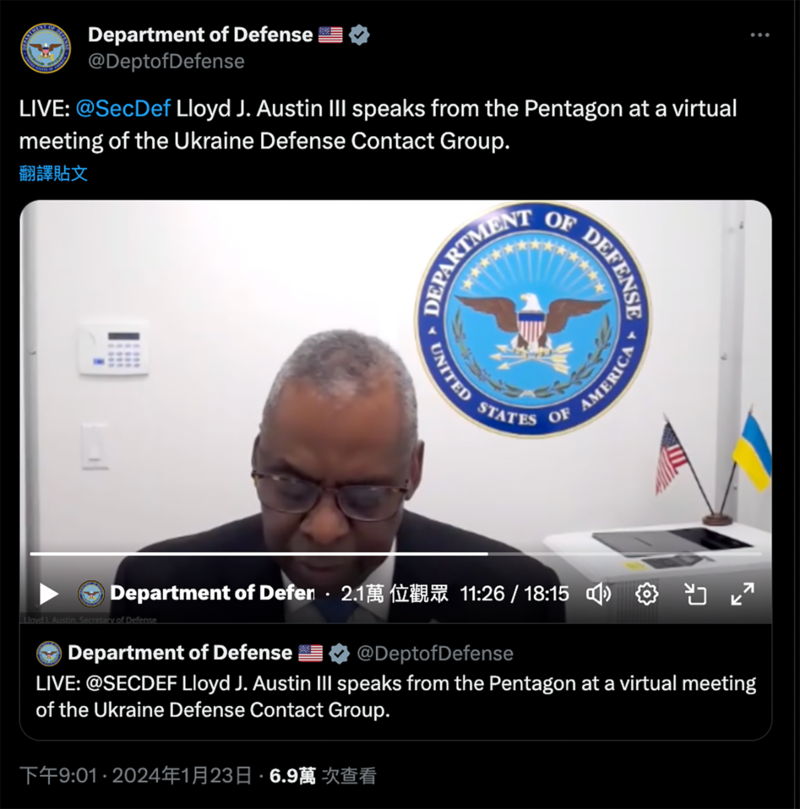 Department of Defense
@DeptofDefense
LIVE: @SecDef Lloyd J. Austin III speaks from the Pentagon at a virtual
meeting of the Ukraine Defense Contact Group.
翻譯貼文
DEPARTMENT OF DEFENSE
UNITED STATES OF AMERICA
Department of Defen · 2.1萬 位觀眾 11:26 / 18:15
Lloyd J. Austin, Secretary of Defense
Department of Defense @DeptofDefense
LIVE: @SECDEF Lloyd J. Austin III speaks from the Pentagon at a virtual meeting
of the Ukraine Defense Contact Group.
下午9:01 · 2024年1月23日 · 6.9萬 次查看